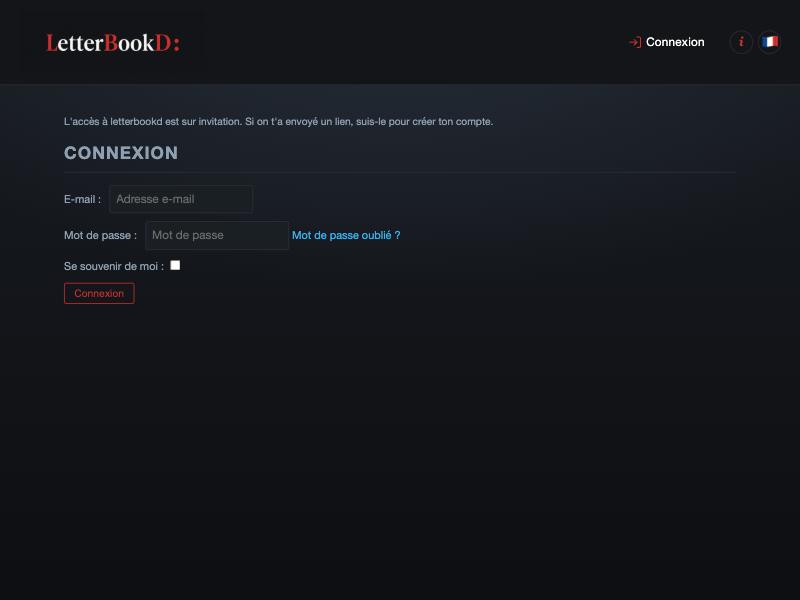 LetterBookD:
Connexion
i
L'accès à letterbookd est sur invitation. Si on t'a envoyé un lien, suis-le pour créer ton compte.
CONNEXION
E-mail : Adresse e-mail
Mot de passe : Mot de passe Mot de passe oublié ?
Se souvenir de moi :
Connexion